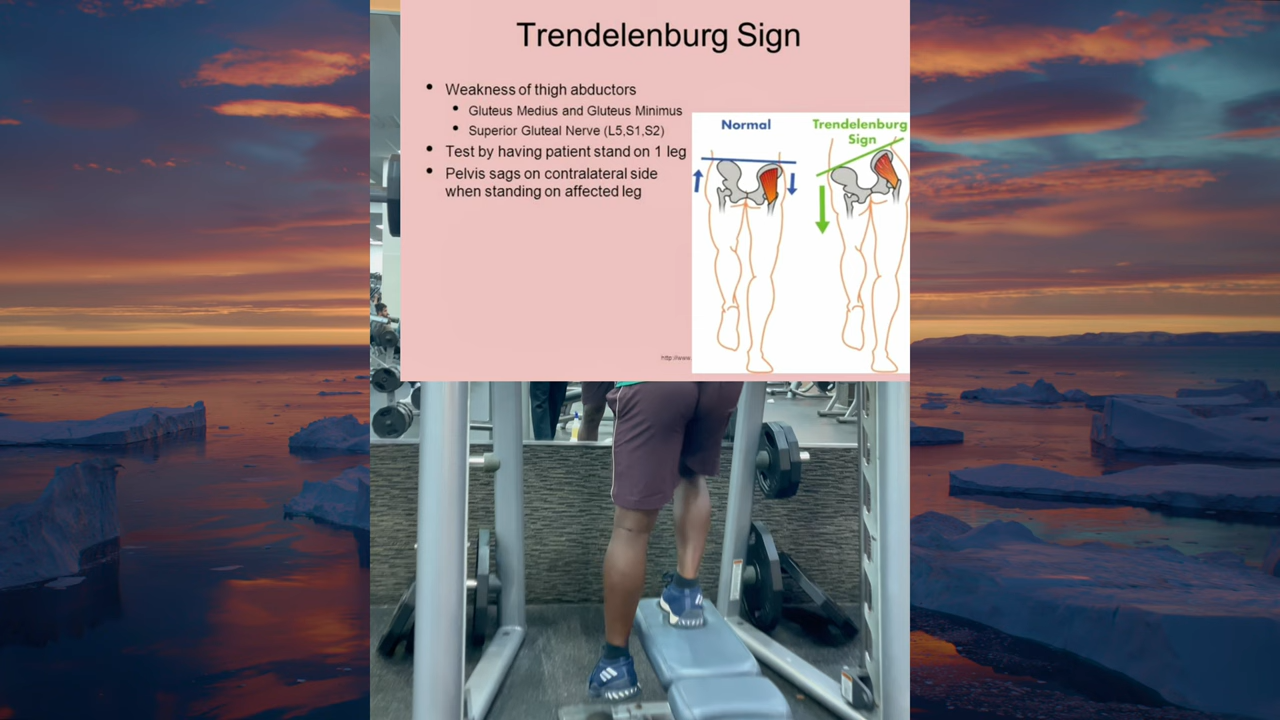 Trendelenburg Sign
• Weakness of thigh abductors
• Gluteus Medius and Gluteus Minimus
• Superior Gluteal Nerve (L5,S1,S2)
• Test by having patient stand on 1 leg
• Pelvis sags on contralateral side
when standing on affected leg
Normal
Trendelenburg
Sign
http://www.